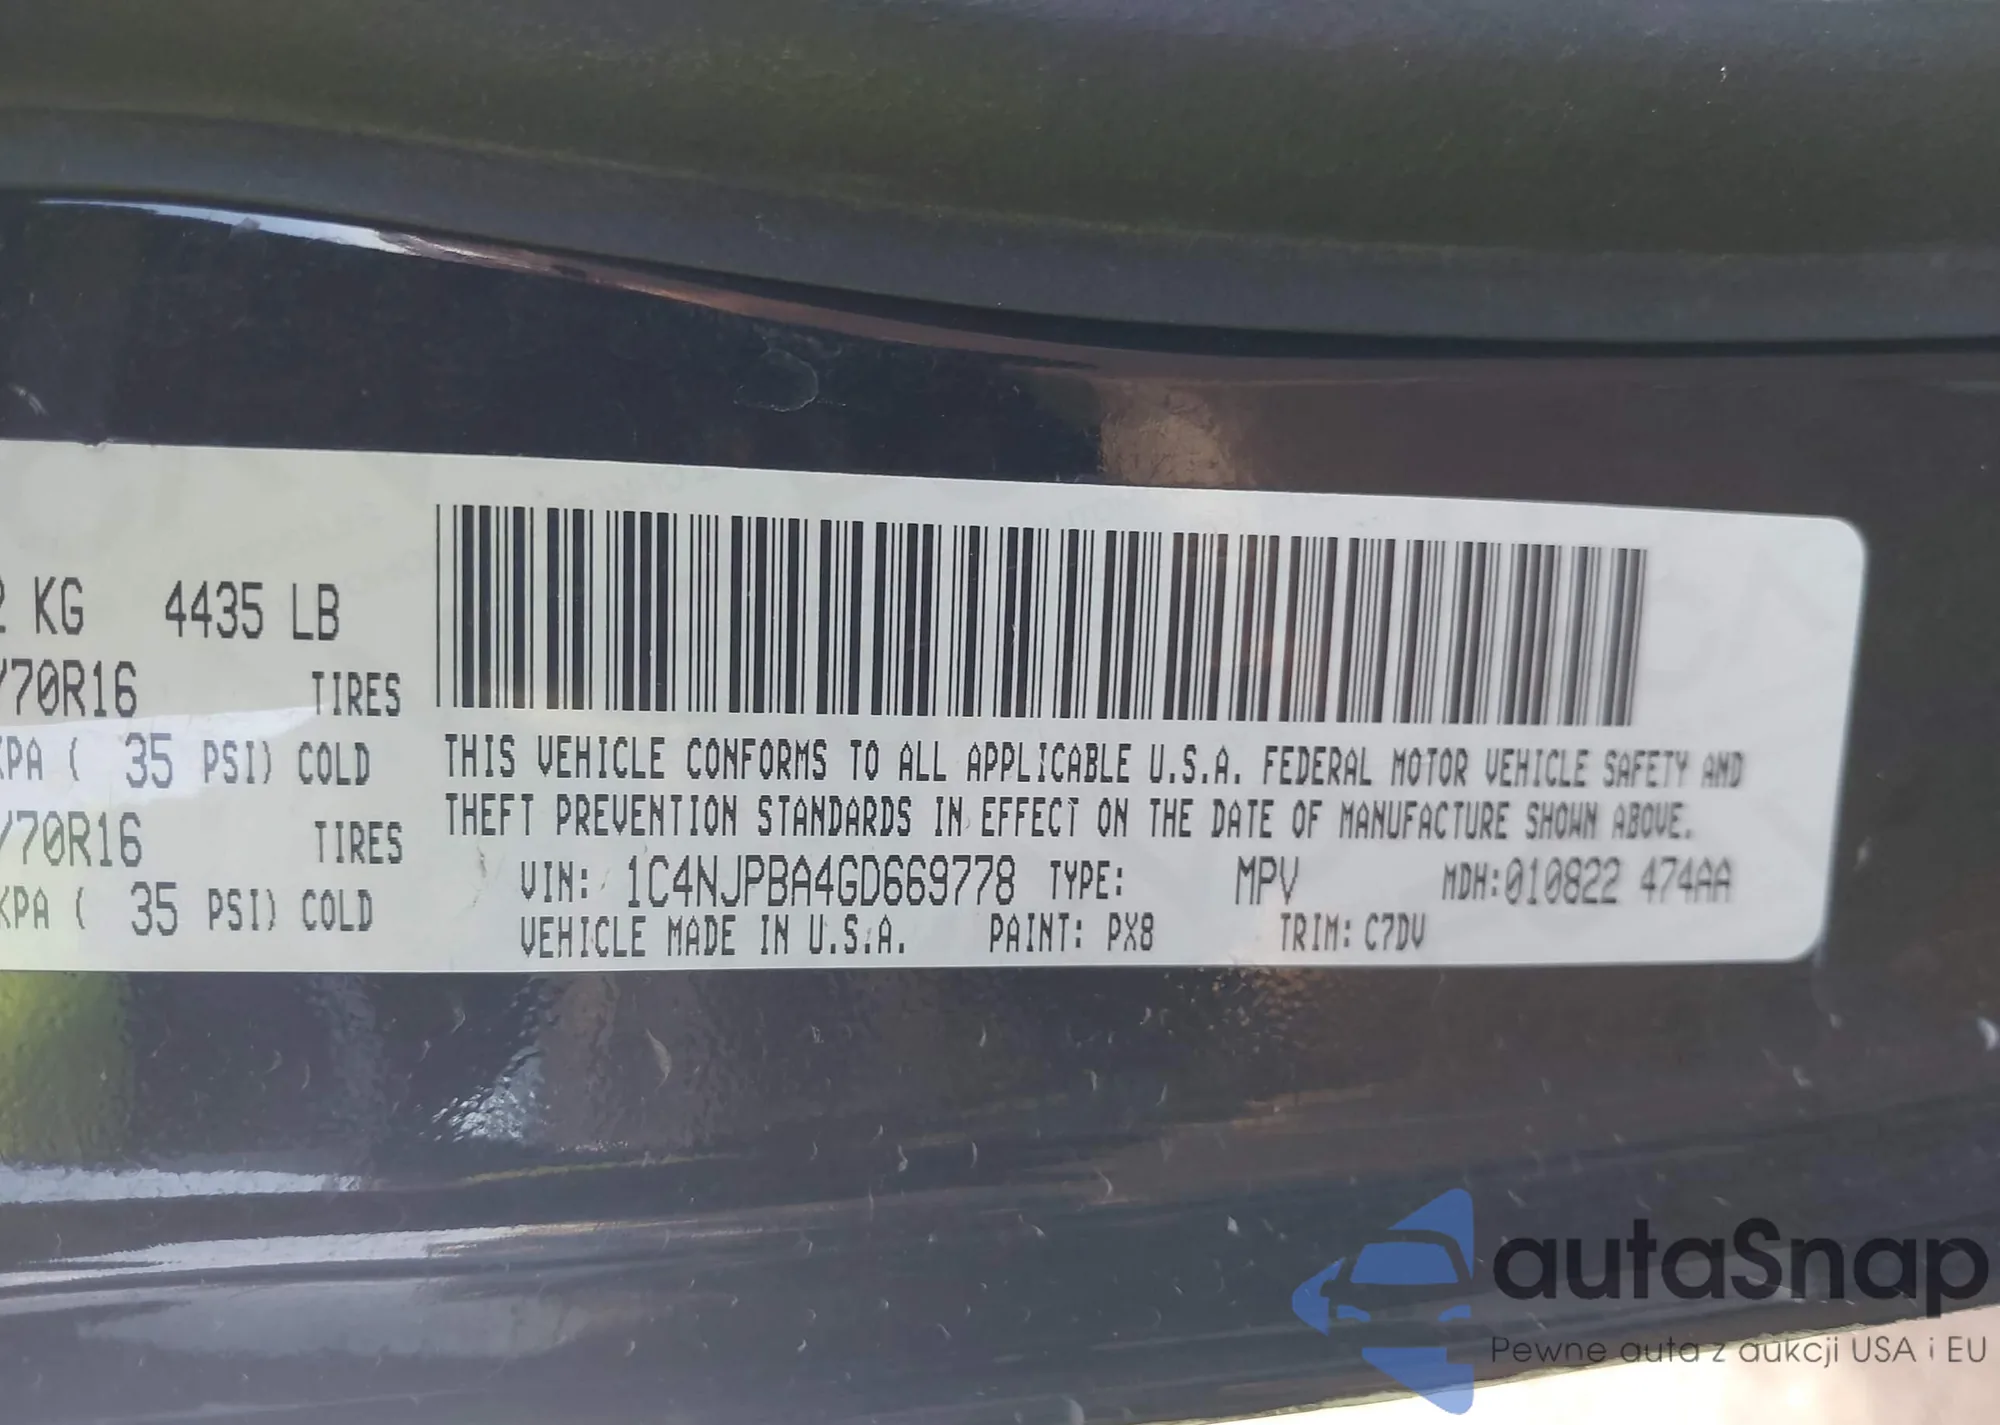 KG 4435 LB
/70R16 TIRES
KPA ( 35 PSI) COLD
/70R16 TIRES
KPA ( 35 PSI) COLD
THIS VEHICLE CONFORMS TO ALL APPLICABLE U.S.A. FEDERAL MOTOR VEHICLE SAFETY AND
THEFT PREVENTION STANDARDS IN EFFECT ON THE DATE OF MANUFACTURE SHOWN ABOVE.
VIN: 1C4NJPBA4GD669778 TYPE: MPV MDH:010822 474AA
VEHICLE MADE IN U.S.A. PAINT: PX8 TRIM: C7DV
autaSnap
Pewne auta z aukcji USA i EU